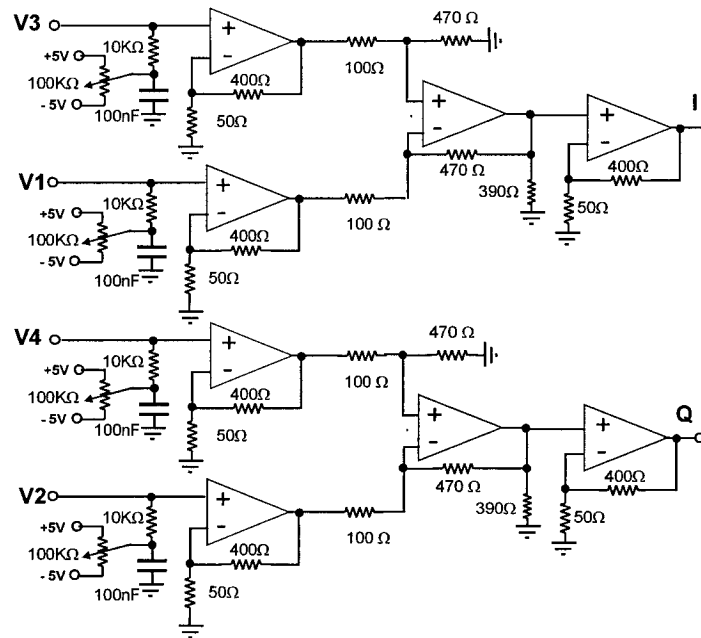 V3
+5V
100KΩ
- 5V
10KΩ
100nF
+
-
400Ω
50Ω
100Ω
470 Ω
+
-
470 Ω
390Ω
+
-
400Ω
50Ω
I
V1
+5V
100KΩ
- 5V
10KΩ
100nF
+
-
400Ω
50Ω
100 Ω
V4
+5V
100KΩ
- 5V
10KΩ
100nF
+
-
400Ω
50Ω
100 Ω
470 Ω
+
-
470 Ω
390Ω
+
-
400Ω
50Ω
Q
V2
+5V
100KΩ
- 5V
10KΩ
100nF
+
-
400Ω
50Ω
100 Ω